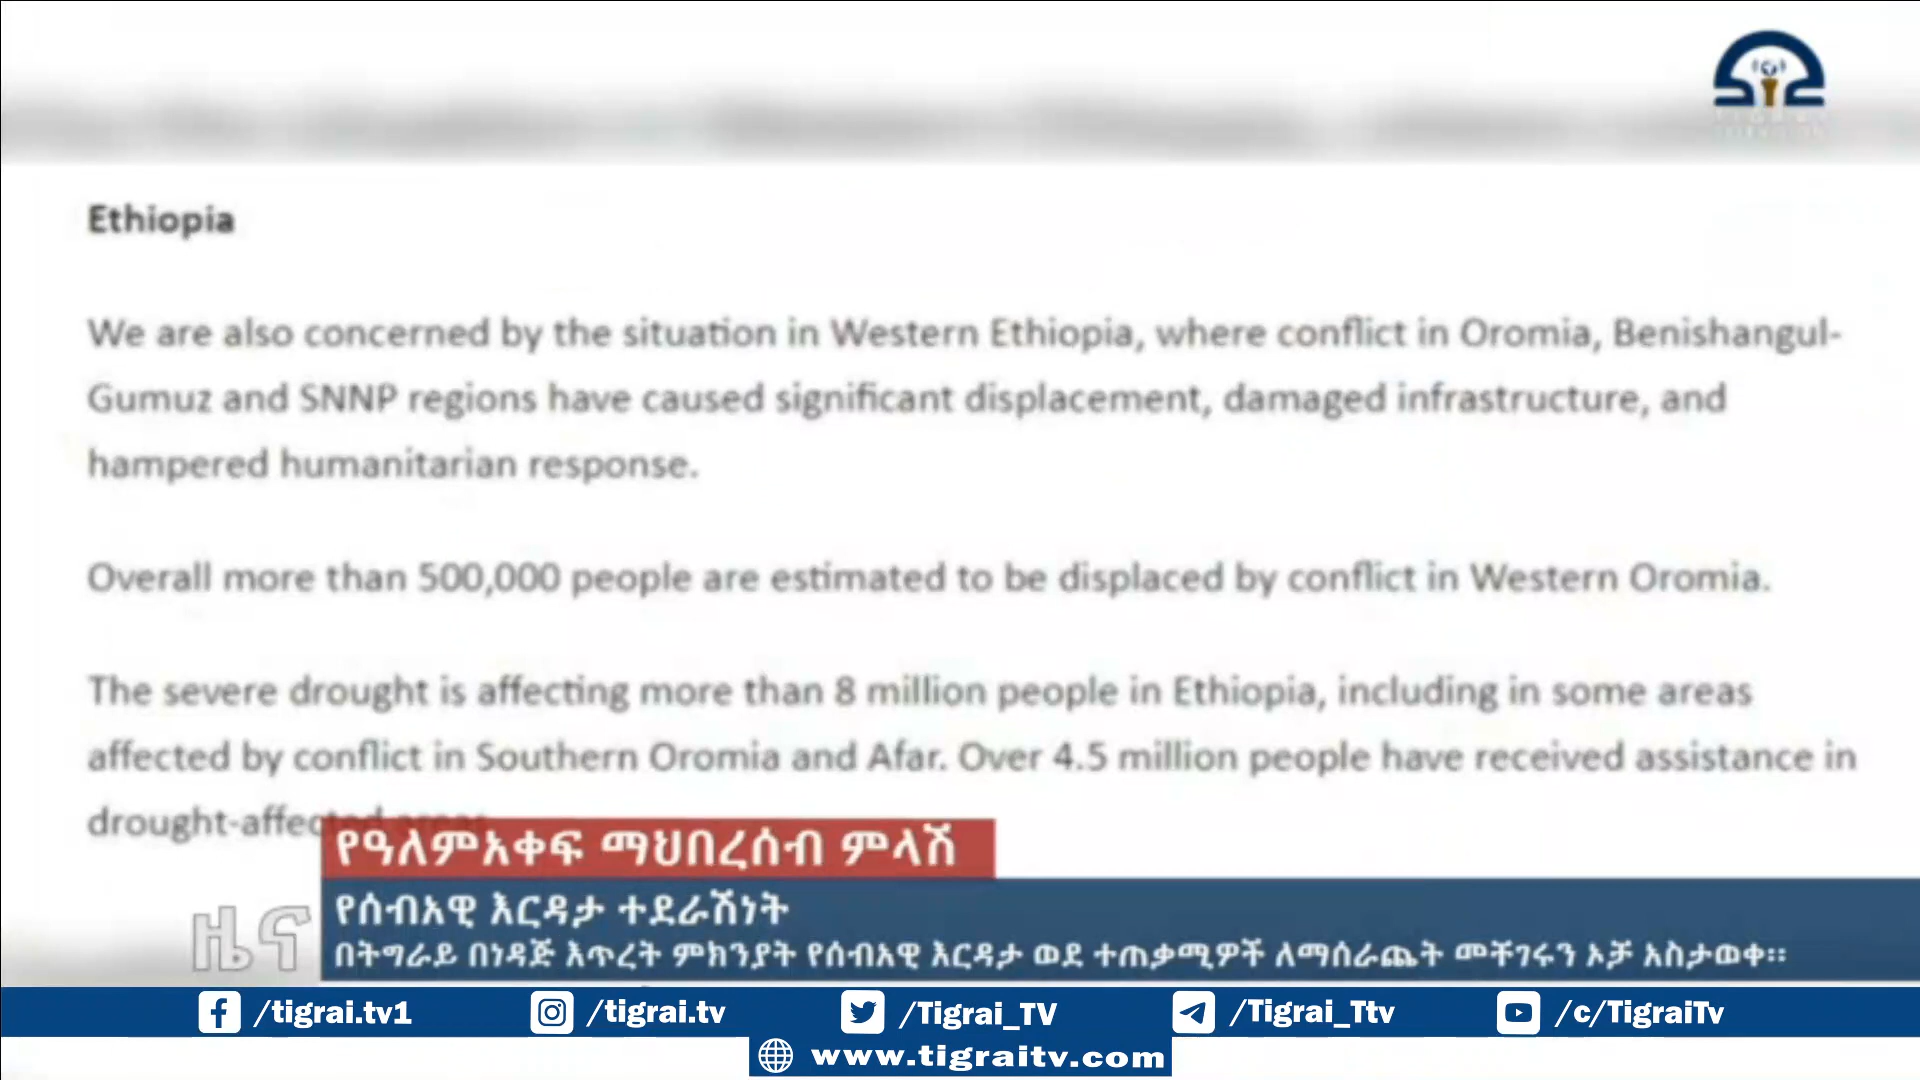 Ethiopia
We are also concerned by the situation in Western Ethiopia, where conflict in Oromia, Benishangul-
Gumuz and SNNP regions have caused significant displacement, damaged infrastructure, and
hampered humanitarian response.
Overall more than 500,000 people are estimated to be displaced by conflict in Western Oromia.
The severe drought is affecting more than 8 million people in Ethiopia, including in some areas
affected by conflict in Southern Oromia and Afar. Over 4.5 million people have received assistance in
drought-affected areas
የዓለምአቀፍ ማህበረሰብ ምላሽ
ዜና
የሰብአዊ እርዳታ ተደራሽነት
በትግራይ በነዳጅ እጥረት ምክንያት የሰብአዊ እርዳታ ወደ ተጠቃሚዎች ለማሰራጨት መቸገሩን ኦቻ አስታወቀ።
/tigrai.tv1 /tigrai.tv /Tigrai_TV /Tigrai_Ttv /c/TigraiTv
www.tigraitv.com